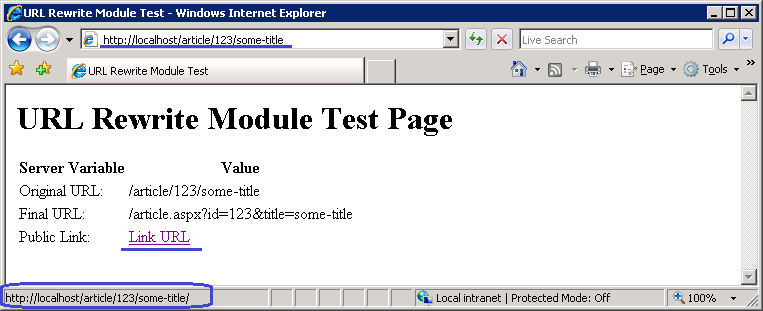 URL Rewrite Module Test - Windows Internet Explorer
http://localhost/article/123/some-title
Live Search
URL Rewrite Module Test
Page
Tools
URL Rewrite Module Test Page
Server Variable Value
Original URL: /article/123/some-title
Final URL: /article.aspx?id=123&title=some-title
Public Link: Link URL
http://localhost/article/123/some-title/
Local intranet | Protected Mode: Off
100%